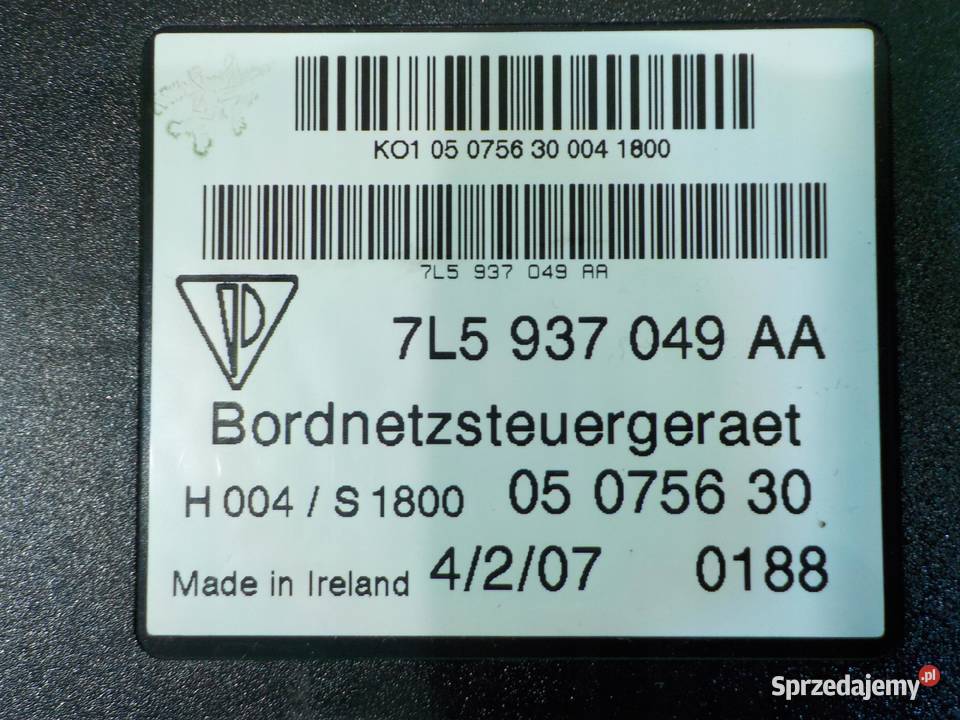 KO1 05 0756 30 004 1800
7L5 937 049 AA
7L5 937 049 AA
Bordnetzsteuergeraet
H 004 / S 1800 05 0756 30
Made in Ireland 4/2/07 0188
Sprzedajemy.pl